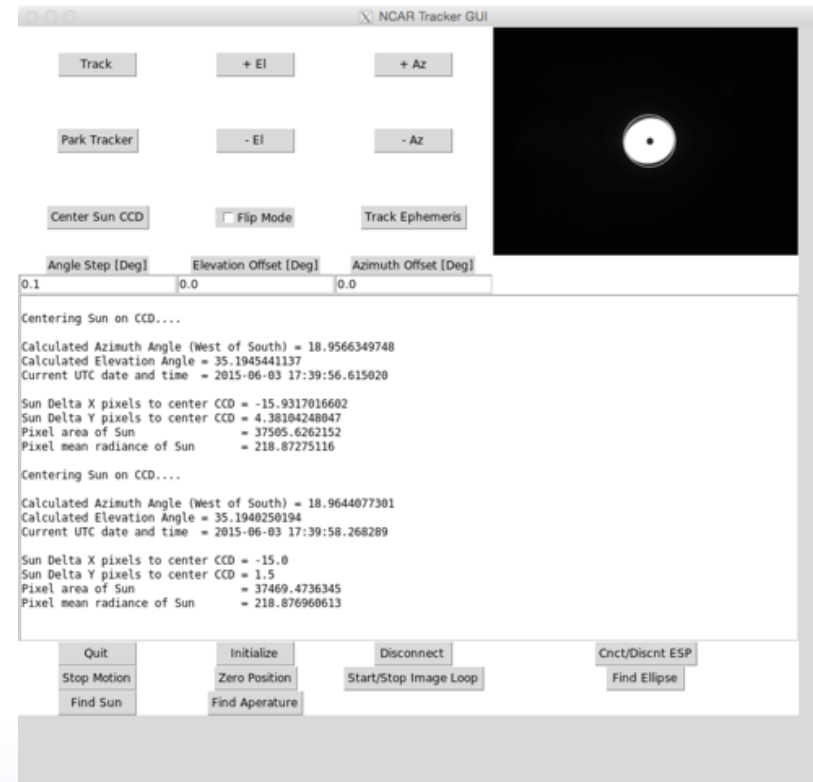 NCAR Tracker GUI
Track + El + Az
Park Tracker - El - Az
Center Sun CCD Flip Mode Track Ephemeris
Angle Step [Deg] Elevation Offset [Deg] Azimuth Offset [Deg]
0.1 0.0 0.0
Centering Sun on CCD....
Calculated Azimuth Angle (West of South) = 18.9566349748
Calculated Elevation Angle = 35.1945441137
Current UTC date and time = 2015-06-03 17:39:56.615020
Sun Delta X pixels to center CCD = -15.9317016602
Sun Delta Y pixels to center CCD = 4.38104248047
Pixel area of Sun = 37505.6262152
Pixel mean radiance of Sun = 218.87275116
Centering Sun on CCD....
Calculated Azimuth Angle (West of South) = 18.9644077301
Calculated Elevation Angle = 35.1940250194
Current UTC date and time = 2015-06-03 17:39:58.268289
Sun Delta X pixels to center CCD = -15.0
Sun Delta Y pixels to center CCD = 1.5
Pixel area of Sun = 37469.4736345
Pixel mean radiance of Sun = 218.876960613
Quit Initialize Disconnect Cnct/Discnt ESP
Stop Motion Zero Position Start/Stop Image Loop Find Ellipse
Find Sun Find Aperature